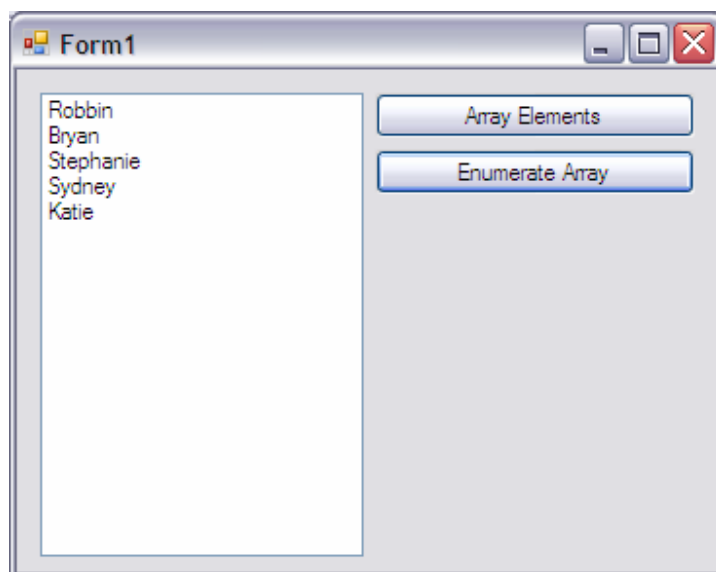 Form1
Robbin
Bryan
Stephanie
Sydney
Katie
Array Elements
Enumerate Array